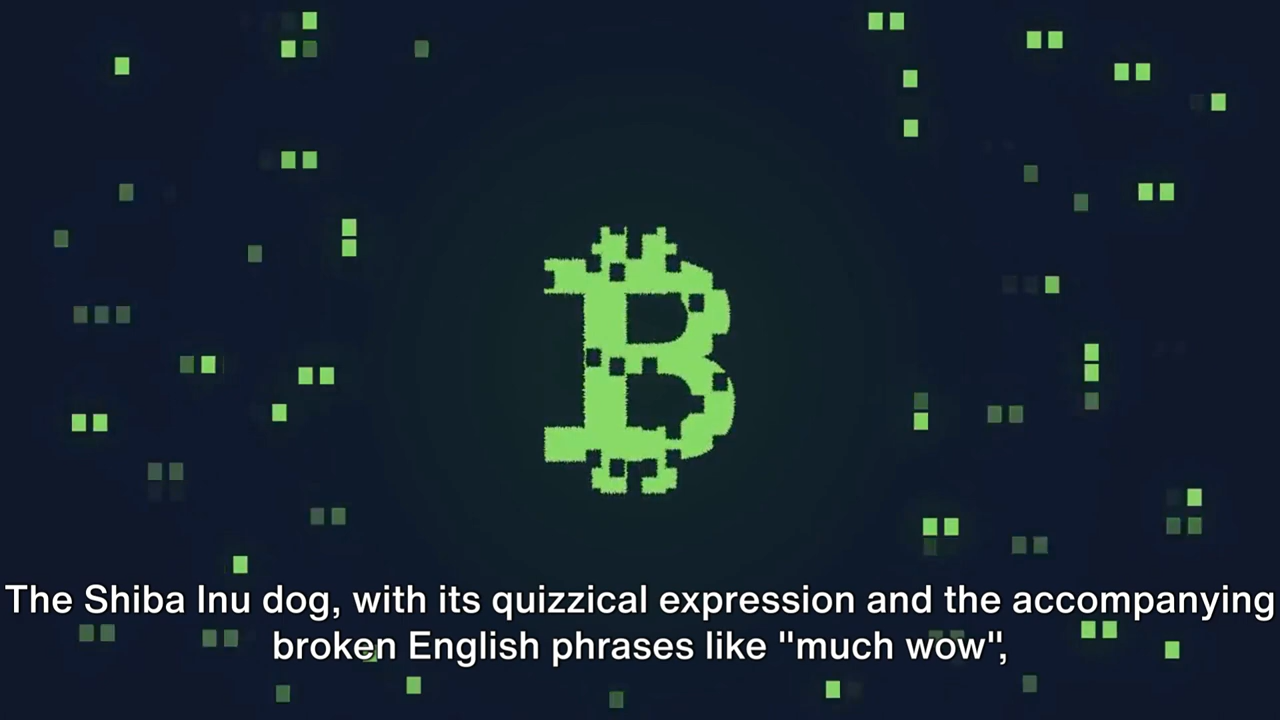 The Shiba Inu dog, with its quizzical expression and the accompanying
broken English phrases like "much wow",